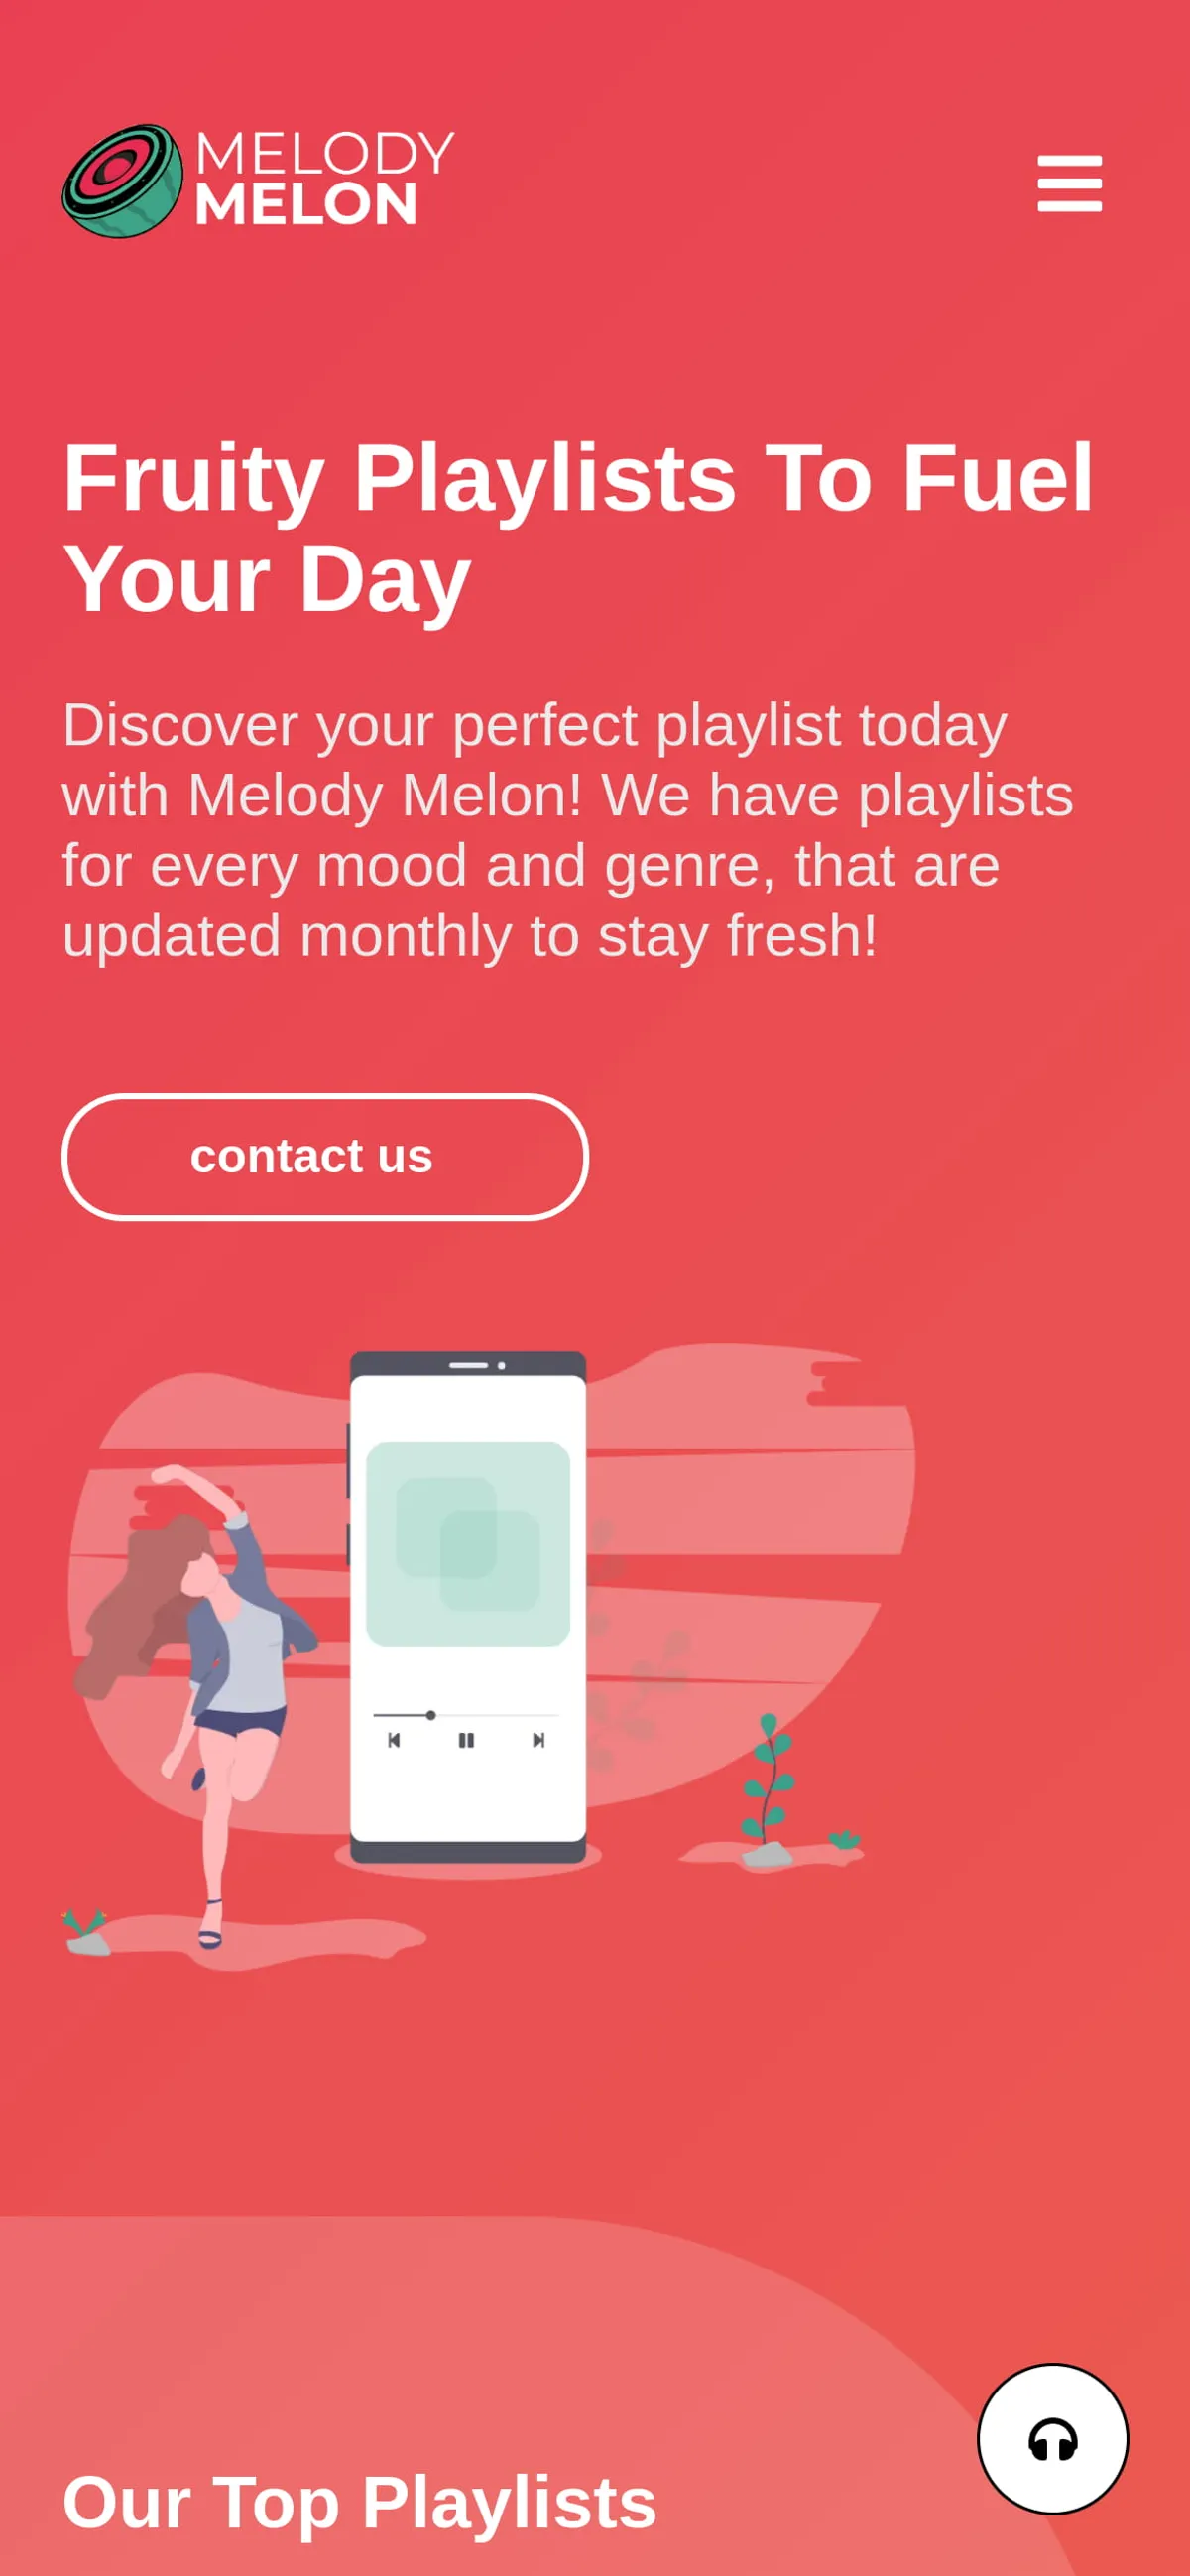 MELODY
MELON
Fruity Playlists To Fuel
Your Day
Discover your perfect playlist today
with Melody Melon! We have playlists
for every mood and genre, that are
updated monthly to stay fresh!
contact us
Our Top Playlists